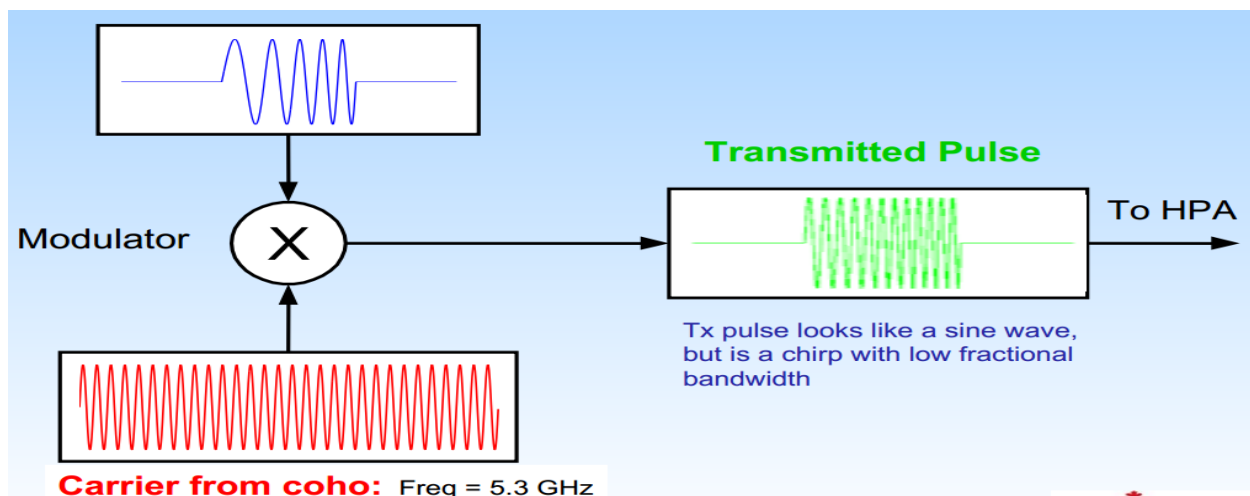 Transmitted Pulse
To HPA
Modulator
X
Tx pulse looks like a sine wave,
but is a chirp with low fractional
bandwidth
Carrier from coho: Freq = 5.3 GHz